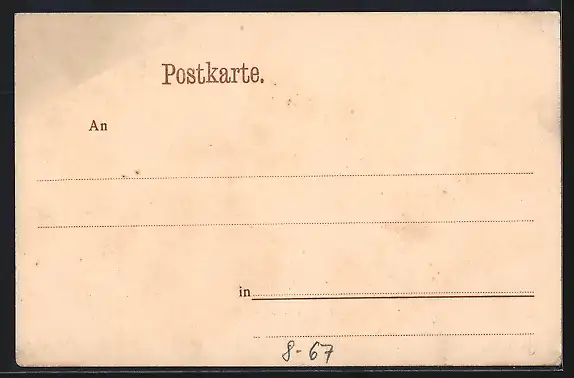 Postkarte.
An
in
8-67